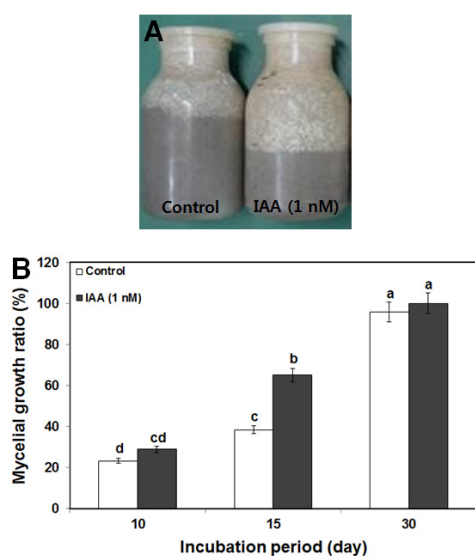 A
Control IAA (1 nM)
B
Control
IAA (1 nM)
Mycelial growth ratio (%)
120
100
80
60
40
20
0
d cd c b a a
10 15 30
Incubation period (day)